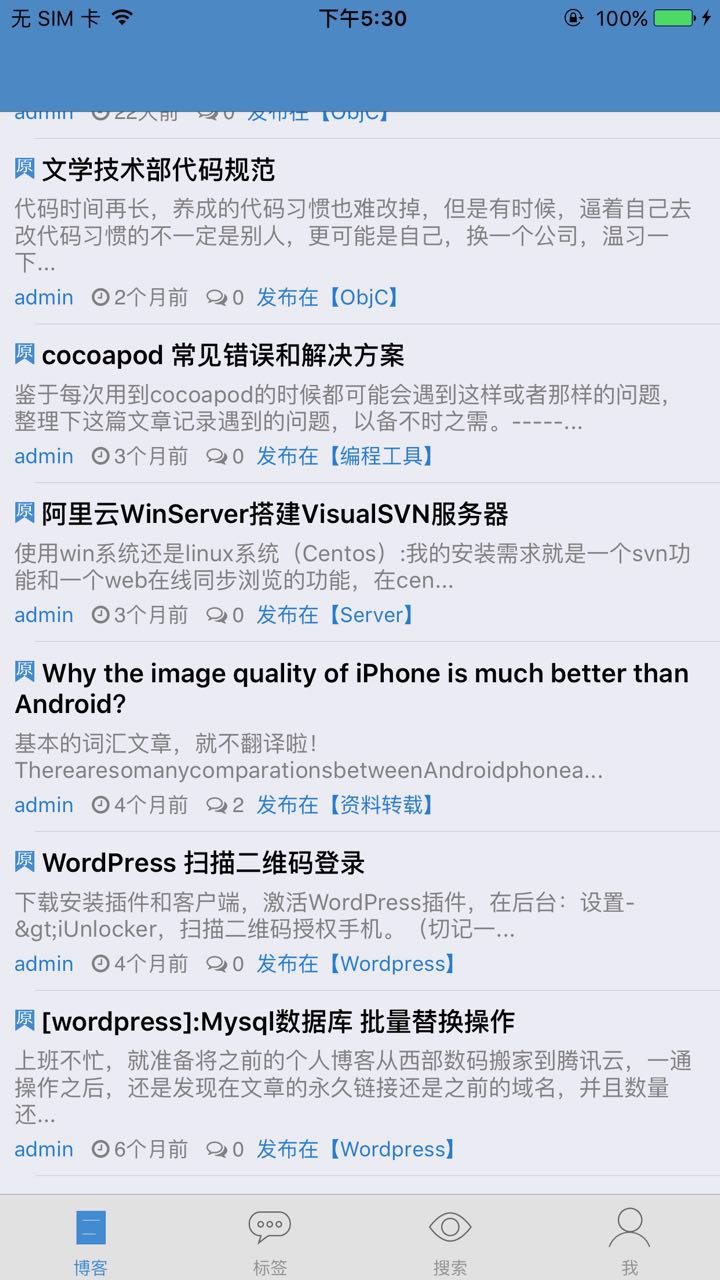 无 SIM 卡 下午5:30 100%
admin 22天前 0 发布在【ObjC】
原 文学技术部代码规范
代码时间再长，养成的代码习惯也难改掉，但是有时候，逼着自己去
改代码习惯的不一定是别人，更可能是自己，换一个公司，温习一
下...
admin 2个月前 0 发布在【ObjC】
原 cocoapod 常见错误和解决方案
鉴于每次用到cocoapod的时候都可能会遇到这样或者那样的问题，
整理下这篇文章记录遇到的问题，以备不时之需。-----...
admin 3个月前 0 发布在【编程工具】
原 阿里云WinServer搭建VisualSVN服务器
使用win系统还是linux系统（Centos）:我的安装需求就是一个svn功
能和一个web在线同步浏览的功能，在cen...
admin 3个月前 0 发布在【Server】
原 Why the image quality of iPhone is much better than
Android?
基本的词汇文章，就不翻译啦！
TherearesomanycomparationsbetweenAndroidphonea...
admin 4个月前 2 发布在【资料转载】
原 WordPress 扫描二维码登录
下载安装插件和客户端，激活WordPress插件，在后台：设置-
&gt;iUnlocker，扫描二维码授权手机。（切记一...
admin 4个月前 0 发布在【Wordpress】
原 [wordpress]:Mysql数据库 批量替换操作
上班不忙，就准备将之前的个人博客从西部数码搬家到腾讯云，一通
操作之后，还是发现在文章的永久链接还是之前的域名，并且数量
还...
admin 6个月前 0 发布在【Wordpress】
博客 标签 搜索 我